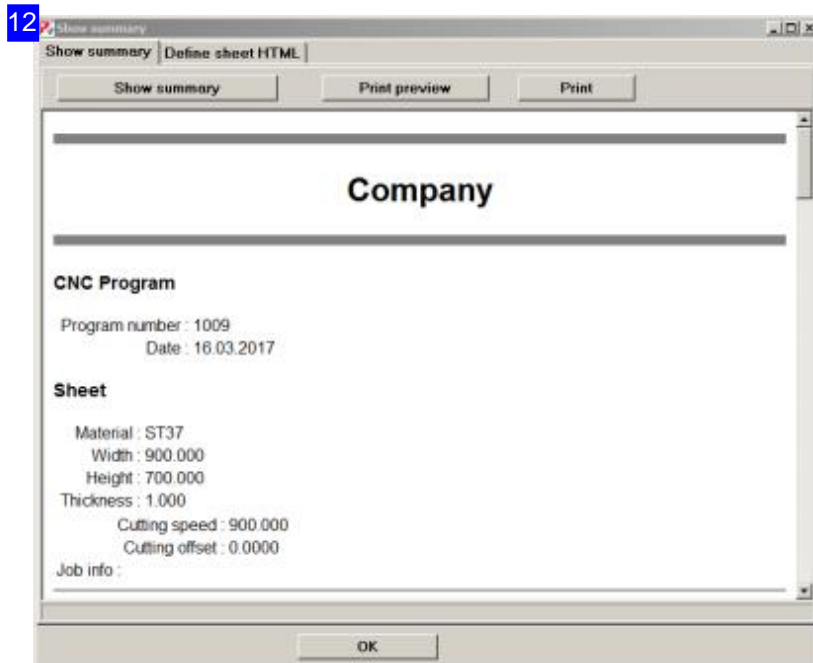 12
Show summary
Show summary Define sheet HTML
Show summary Print preview Print
Company
CNC Program
Program number : 1009
Date : 16.03.2017
Sheet
Material : ST37
Width : 900.000
Height : 700.000
Thickness : 1.000
Cutting speed : 900.000
Cutting offset : 0.0000
Job info :
OK